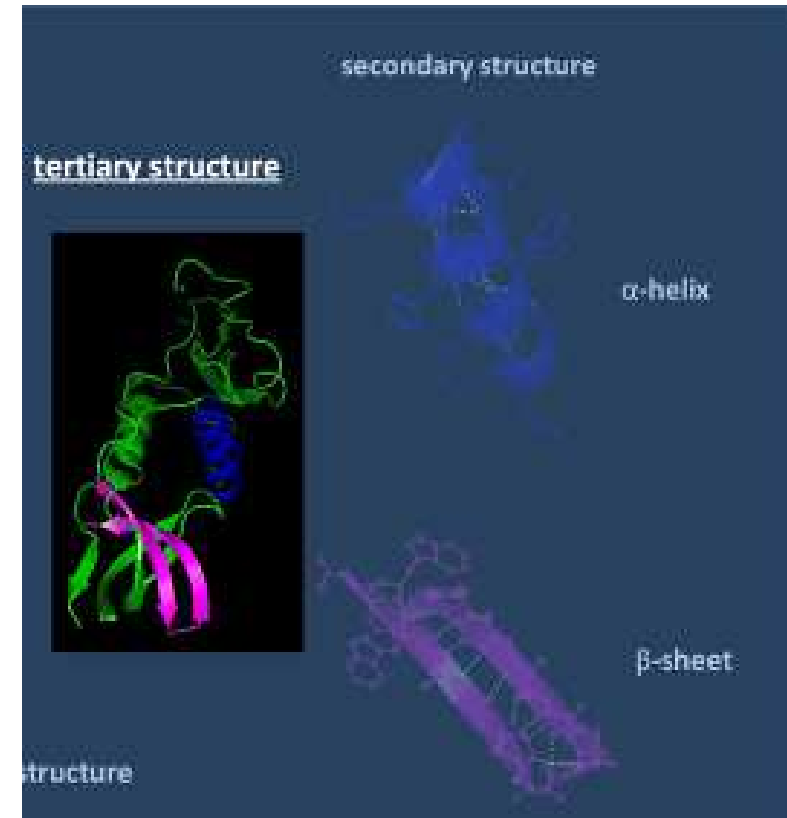 secondary structure
tertiary structure
α-helix
β-sheet
structure